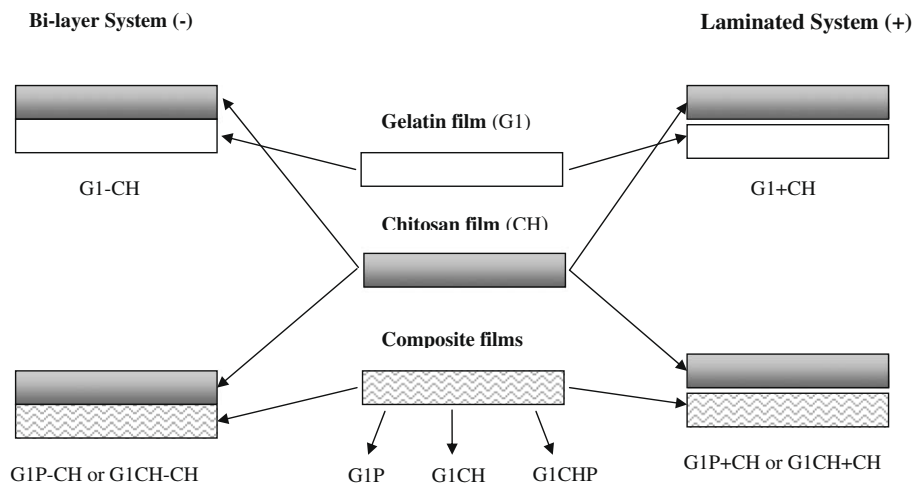 Bi-layer System (-)
Laminated System (+)
Gelatin film (G1)
G1-CH
G1+CH
Chitosan film (CH)
Composite films
G1P-CH or G1CH-CH
G1P
G1CH
G1CHP
G1P+CH or G1CH+CH